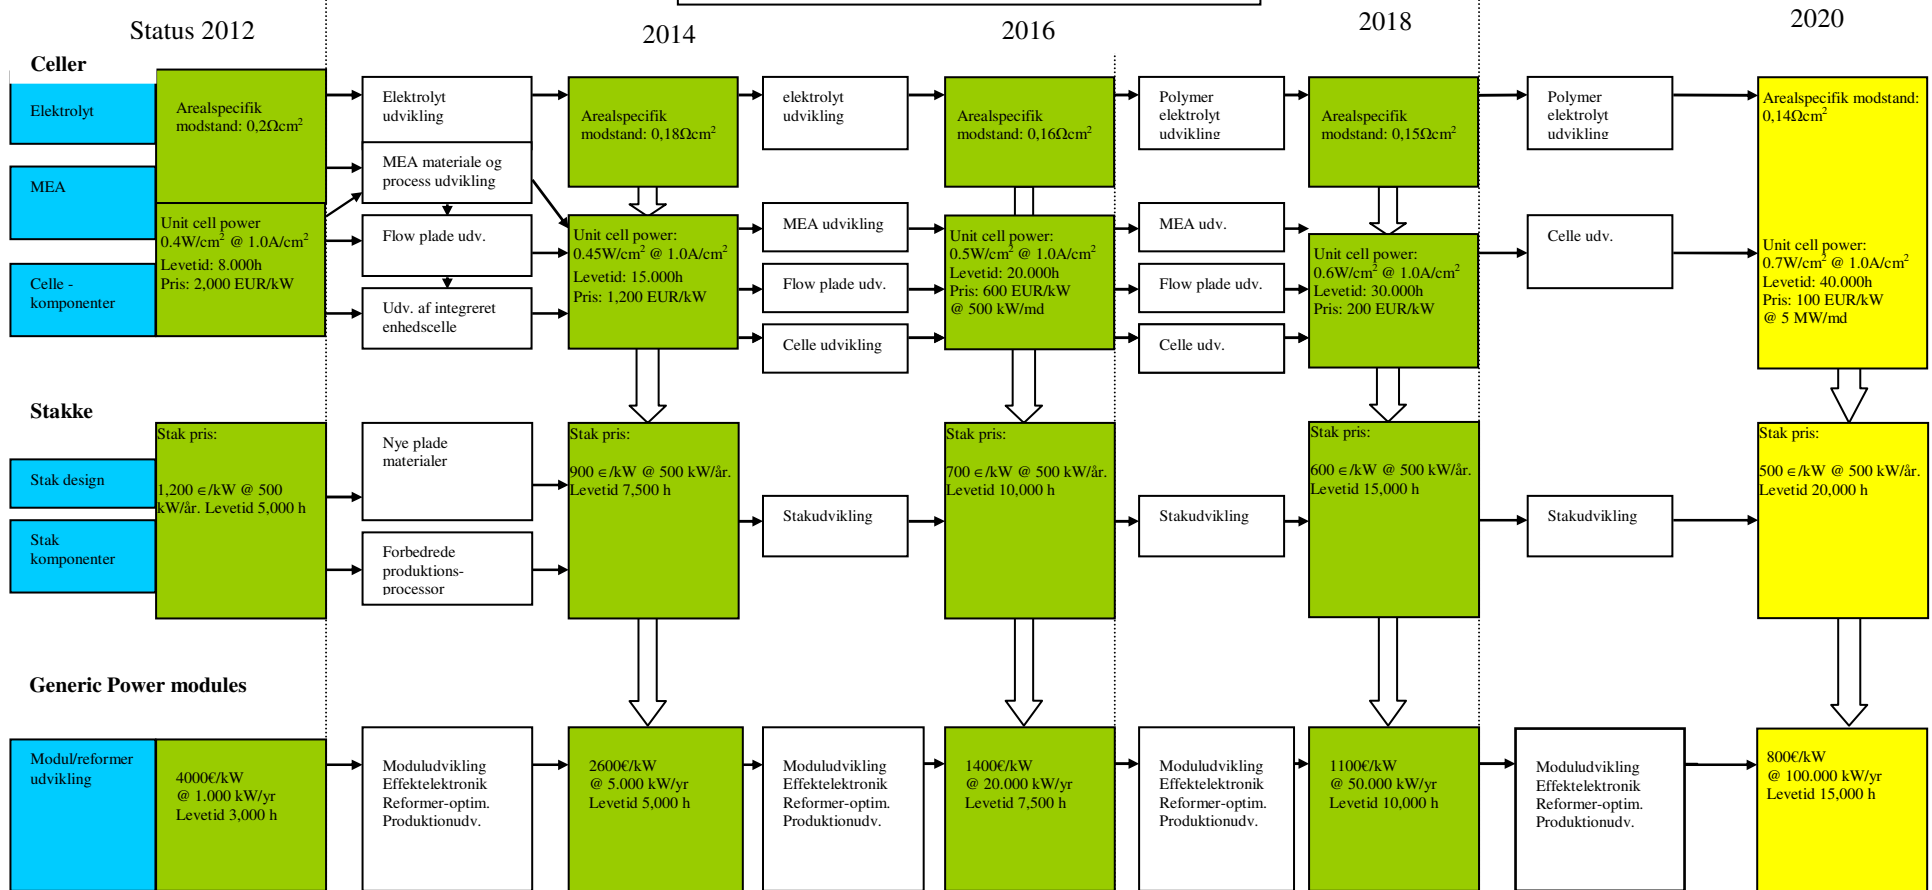 Status 2012
2014
2016
2018
2020
Celler
Elektrolyt
MEA
Celle -
komponenter
Arealspecifik
modstand: 0,2Ωcm²
Unit cell power
0.4W/cm² @ 1.0A/cm²
Levetid: 8.000h
Pris: 2,000 EUR/kW
Elektrolyt
udvikling
MEA materiale og
process udvikling
Flow plade udv.
Udv. af integreret
enhedscelle
Arealspecifik
modstand: 0,18Ωcm²
Unit cell power:
0.45W/cm² @ 1.0A/cm²
Levetid: 15.000h
Pris: 1,200 EUR/kW
elektrolyt
udvikling
MEA udvikling
Flow plade udv.
Celle udvikling
Arealspecifik
modstand: 0,16Ωcm²
Unit cell power:
0.5W/cm² @ 1.0A/cm²
Levetid: 20.000h
Pris: 600 EUR/kW
@ 500 kW/md
Polymer
elektrolyt
udvikling
MEA udv.
Flow plade udv.
Celle udv.
Arealspecifik
modstand: 0,15Ωcm²
Unit cell power:
0.6W/cm² @ 1.0A/cm²
Levetid: 30.000h
Pris: 200 EUR/kW
Polymer
elektrolyt
udvikling
Celle udv.
Arealspecifik modstand:
0,14Ωcm²
Unit cell power:
0.7W/cm² @ 1.0A/cm²
Levetid: 40.000h
Pris: 100 EUR/kW
@ 5 MW/md
Stakke
Stak design
Stak
komponenter
Stak pris:
1,200 €/kW @ 500
kW/år. Levetid 5,000 h
Nye plade
materialer
Forbedrede
produktions-
processor
Stak pris:
900 €/kW @ 500 kW/år.
Levetid 7,500 h
Stakudvikling
Stak pris:
700 €/kW @ 500 kW/år.
Levetid 10,000 h
Stakudvikling
Stak pris:
600 €/kW @ 500 kW/år.
Levetid 15,000 h
Stakudvikling
Stak pris:
500 €/kW @ 500 kW/år.
Levetid 20,000 h
Generic Power modules
Modul/reformer
udvikling
4000€/kW
@ 1.000 kW/yr
Levetid 3,000 h
Moduludvikling
Effektelektronik
Reformer-optim.
Produktionudv.
2600€/kW
@ 5.000 kW/yr
Levetid 5,000 h
Moduludvikling
Effektelektronik
Reformer-optim.
Produktionudv.
1400€/kW
@ 20.000 kW/yr
Levetid 7,500 h
Moduludvikling
Effektelektronik
Reformer-optim.
Produktionudv.
1100€/kW
@ 50.000 kW/yr
Levetid 10,000 h
Moduludvikling
Effektelektronik
Reformer-optim.
Produktionudv.
800€/kW
@ 100.000 kW/yr
Levetid 15,000 h